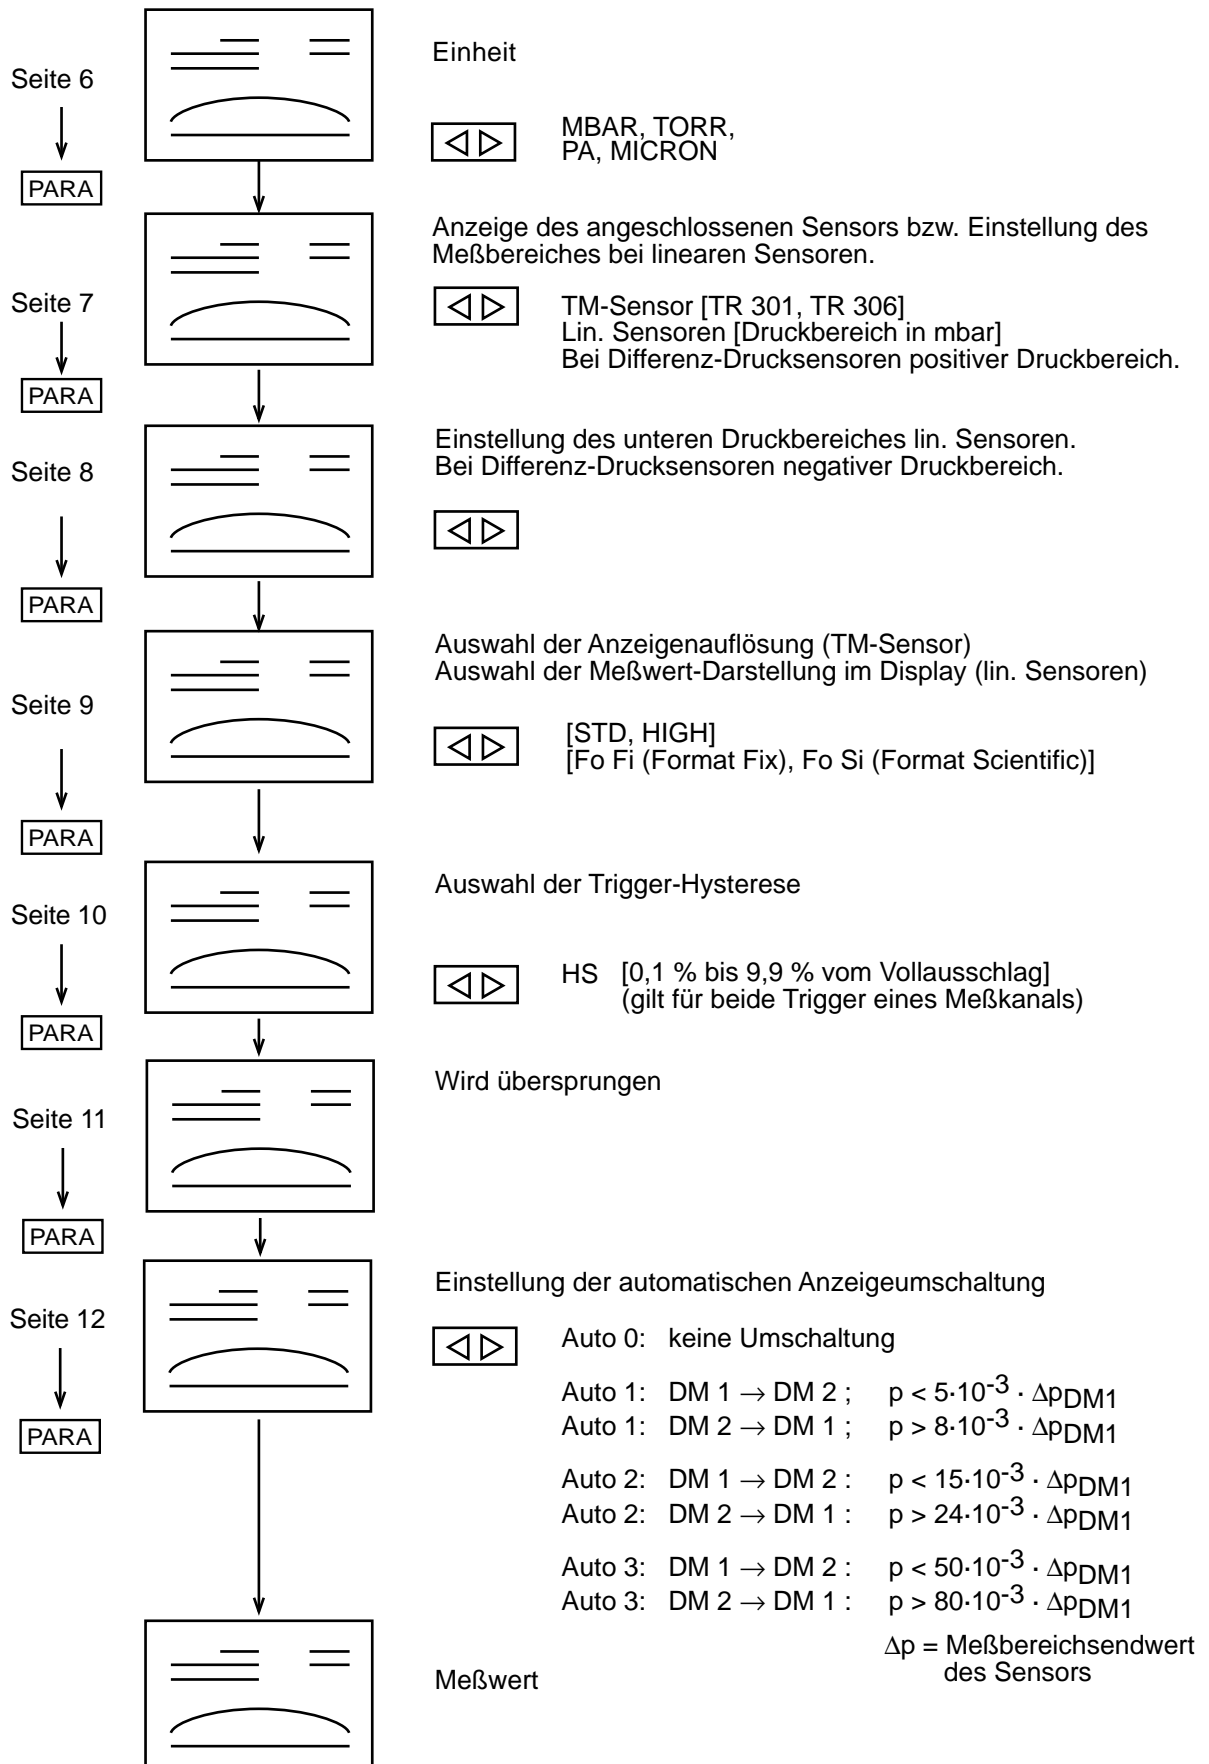 Einheit
Seite 6
MBAR, TORR,
PA, MICRON
PARA
Anzeige des angeschlossenen Sensors bzw. Einstellung des
Meßbereiches bei linearen Sensoren.
Seite 7
TM-Sensor [TR 301, TR 306]
Lin. Sensoren [Druckbereich in mbar]
Bei Differenz-Drucksensoren positiver Druckbereich.
PARA
Einstellung des unteren Druckbereiches lin. Sensoren.
Bei Differenz-Drucksensoren negativer Druckbereich.
Seite 8
PARA
Auswahl der Anzeigenauflösung (TM-Sensor)
Auswahl der Meßwert-Darstellung im Display (lin. Sensoren)
Seite 9
[STD, HIGH]
[Fo Fi (Format Fix), Fo Si (Format Scientific)]
PARA
Auswahl der Trigger-Hysterese
Seite 10
HS [0,1 % bis 9,9 % vom Vollausschlag]
(gilt für beide Trigger eines Meßkanals)
PARA
Wird übersprungen
Seite 11
PARA
Einstellung der automatischen Anzeigeumschaltung
Seite 12
Auto 0: keine Umschaltung
Auto 1: DM 1 → DM 2 ; p < 5·10-3 · ΔpDM1
Auto 1: DM 2 → DM 1 ; p > 8·10-3 · ΔpDM1
PARA
Auto 2: DM 1 → DM 2 : p < 15·10-3 · ΔpDM1
Auto 2: DM 2 → DM 1 : p > 24·10-3 · ΔpDM1
Auto 3: DM 1 → DM 2 : p < 50·10-3 · ΔpDM1
Auto 3: DM 2 → DM 1 : p > 80·10-3 · ΔpDM1
Δp = Meßbereichsendwert
des Sensors
Meßwert